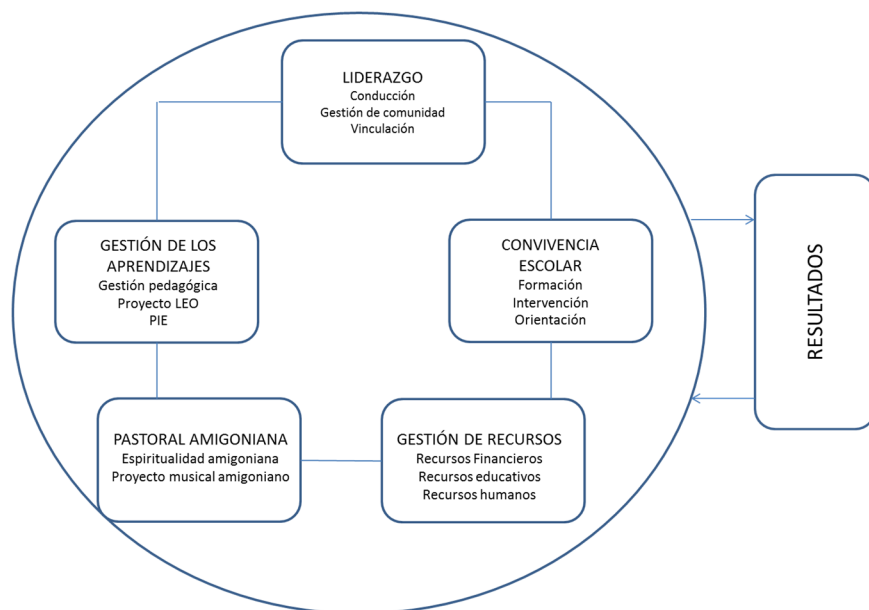 LIDERAZGO
Conducción
Gestión de comunidad
Vinculación
GESTIÓN DE LOS
APRENDIZAJES
Gestión pedagógica
Proyecto LEO
PIE
CONVIVENCIA
ESCOLAR
Formación
Intervención
Orientación
PASTORAL AMIGONIANA
Espiritualidad amigoniana
Proyecto musical amigoniano
GESTIÓN DE RECURSOS
Recursos Financieros
Recursos educativos
Recursos humanos
RESULTADOS